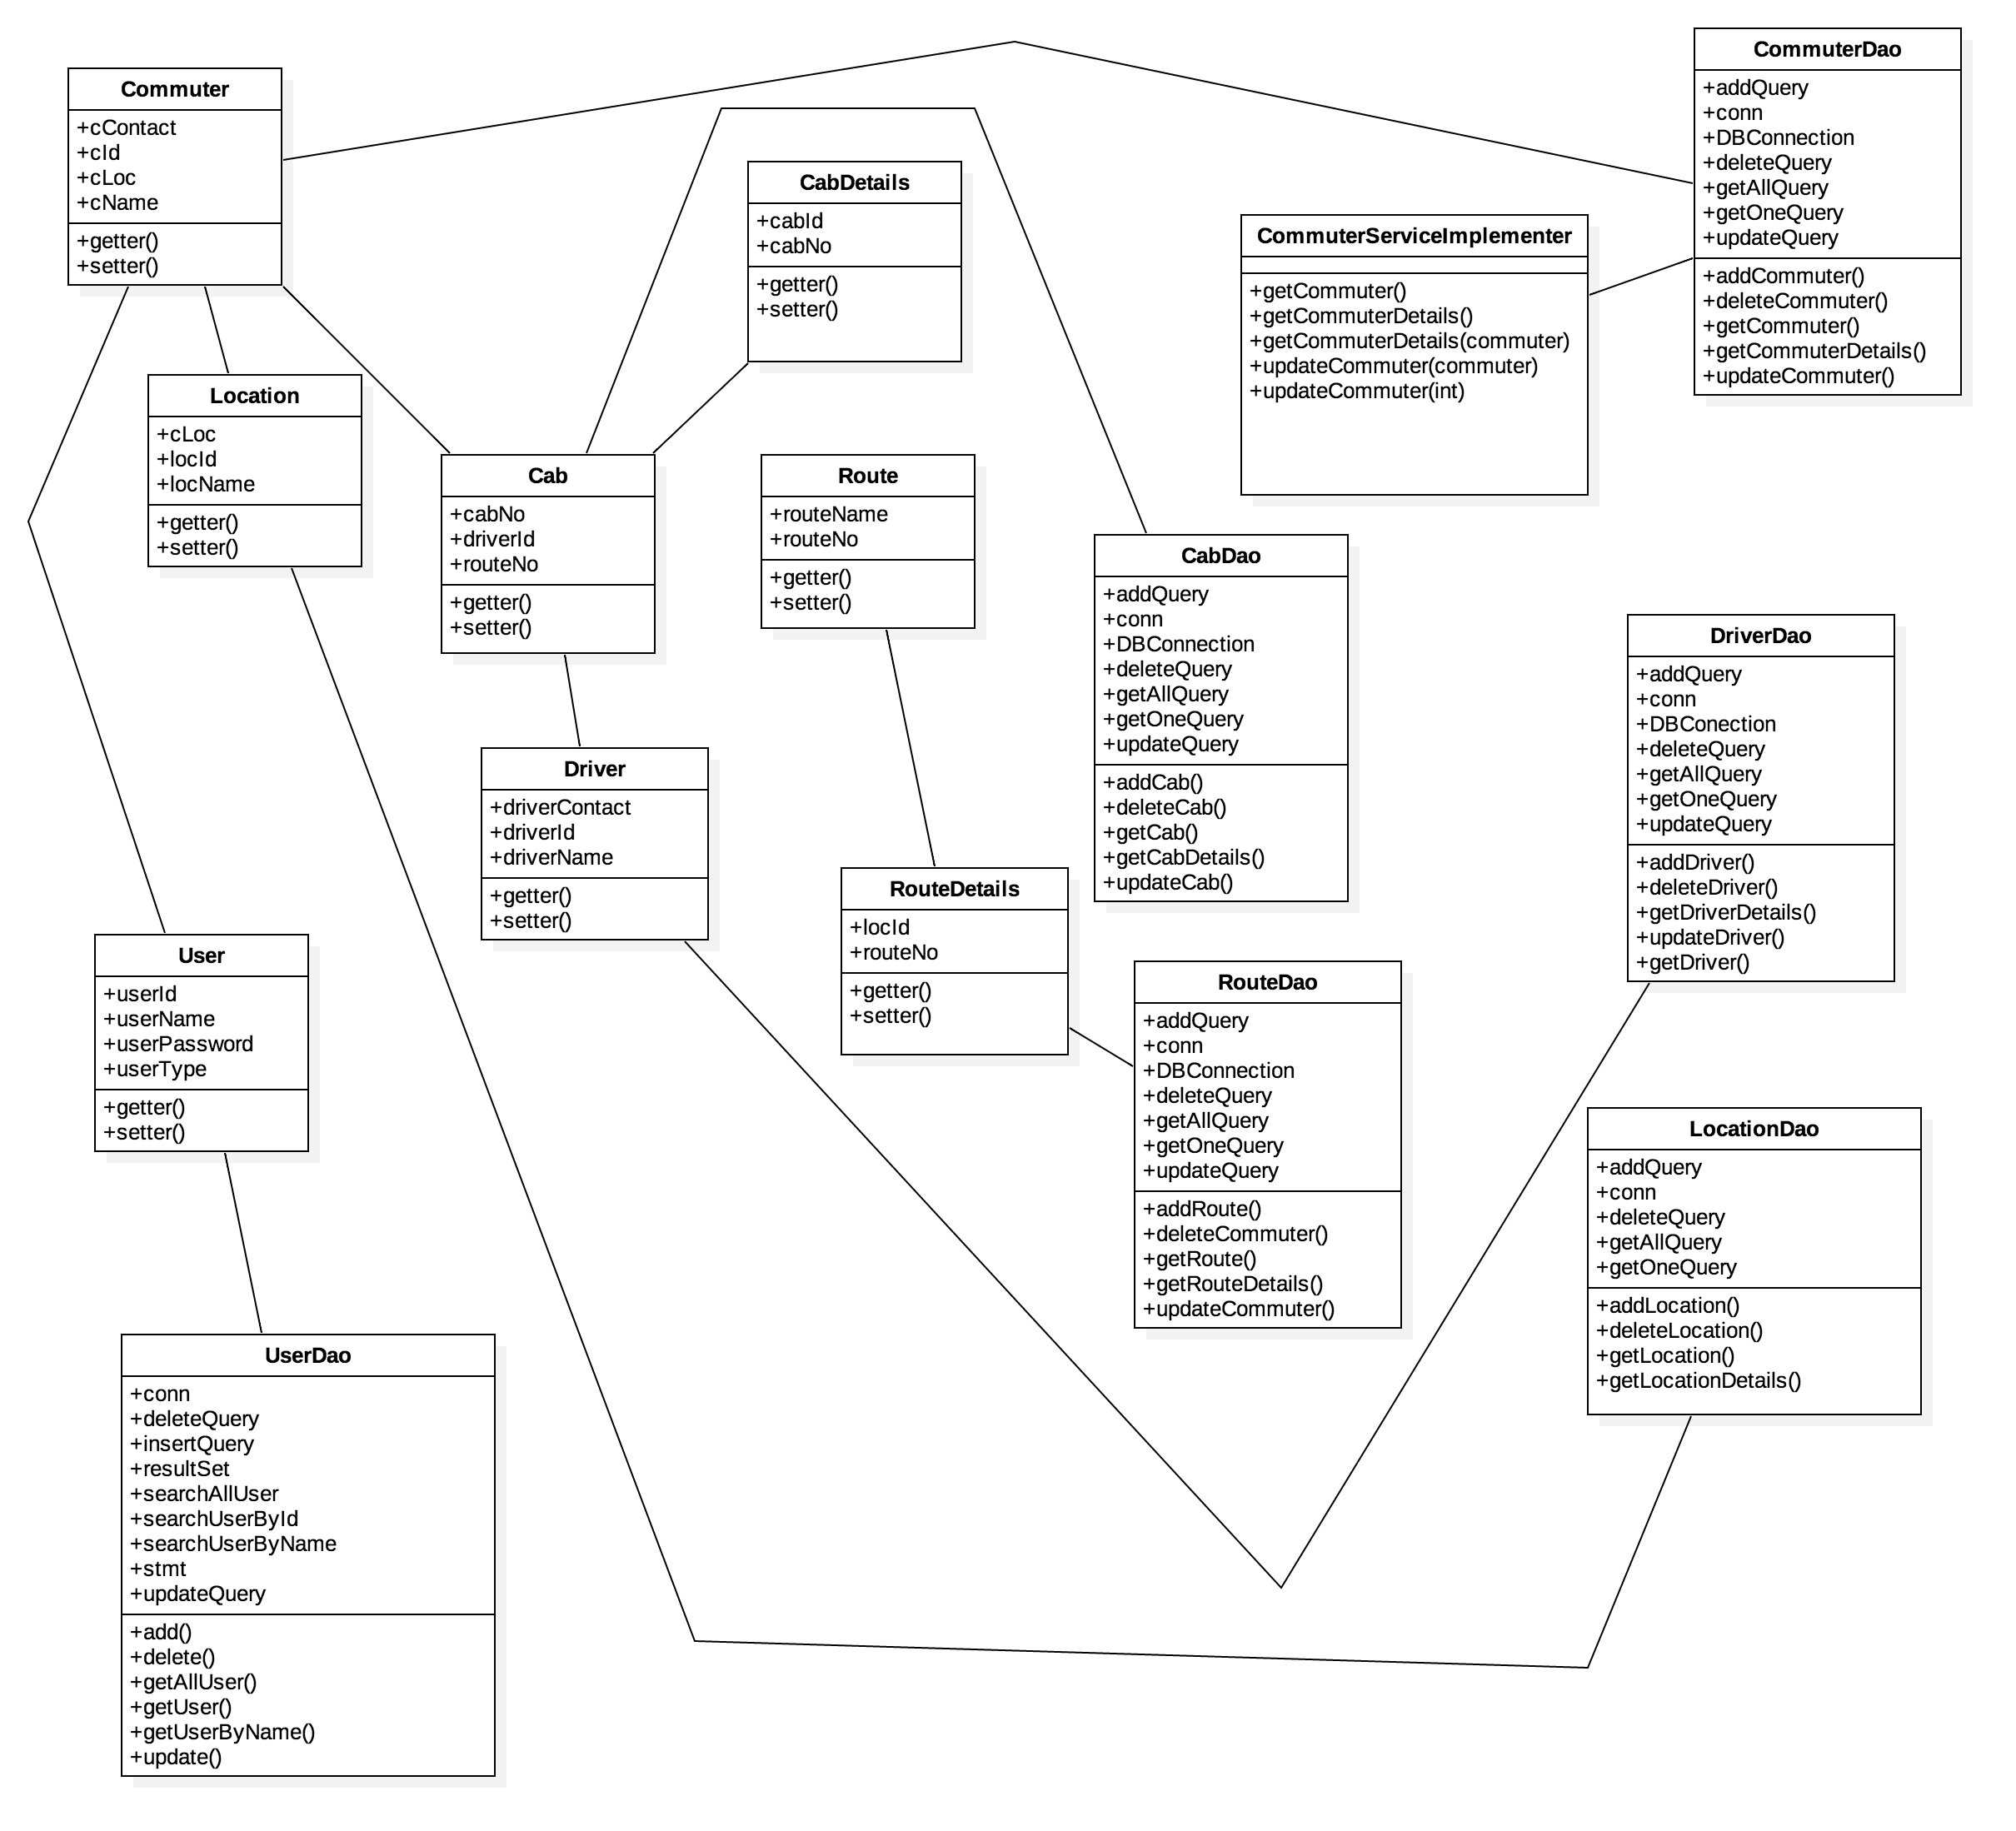 Commuter
+cContact
+cId
+cLoc
+cName
+getter()
+setter()
CommuterDao
+addQuery
+conn
+DBConnection
+deleteQuery
+getAllQuery
+getOneQuery
+updateQuery
+addCommuter()
+deleteCommuter()
+getCommuter()
+getCommuterDetails()
+updateCommuter()
CabDetails
+cabId
+cabNo
+getter()
+setter()
CommuterServiceImplementer
+getCommuter()
+getCommuterDetails()
+getCommuterDetails(commuter)
+updateCommuter(commuter)
+updateCommuter(int)
Location
+cLoc
+locId
+locName
+getter()
+setter()
Cab
+cabNo
+driverId
+routeNo
+getter()
+setter()
Route
+routeName
+routeNo
+getter()
+setter()
CabDao
+addQuery
+conn
+DBConnection
+deleteQuery
+getAllQuery
+getOneQuery
+updateQuery
+addCab()
+deleteCab()
+getCab()
+getCabDetails()
+updateCab()
DriverDao
+addQuery
+conn
+DBConection
+deleteQuery
+getAllQuery
+getOneQuery
+updateQuery
+addDriver()
+deleteDriver()
+getDriverDetails()
+updateDriver()
+getDriver()
Driver
+driverContact
+driverId
+driverName
+getter()
+setter()
RouteDetails
+locId
+routeNo
+getter()
+setter()
User
+userId
+userName
+userPassword
+userType
+getter()
+setter()
RouteDao
+addQuery
+conn
+DBConnection
+deleteQuery
+getAllQuery
+getOneQuery
+updateQuery
+addRoute()
+deleteCommuter()
+getRoute()
+getRouteDetails()
+updateCommuter()
LocationDao
+addQuery
+conn
+deleteQuery
+getAllQuery
+getOneQuery
+addLocation()
+deleteLocation()
+getLocation()
+getLocationDetails()
UserDao
+conn
+deleteQuery
+insertQuery
+resultSet
+searchAllUser
+searchUserById
+searchUserByName
+stmt
+updateQuery
+add()
+delete()
+getAllUser()
+getUser()
+getUserByName()
+update()